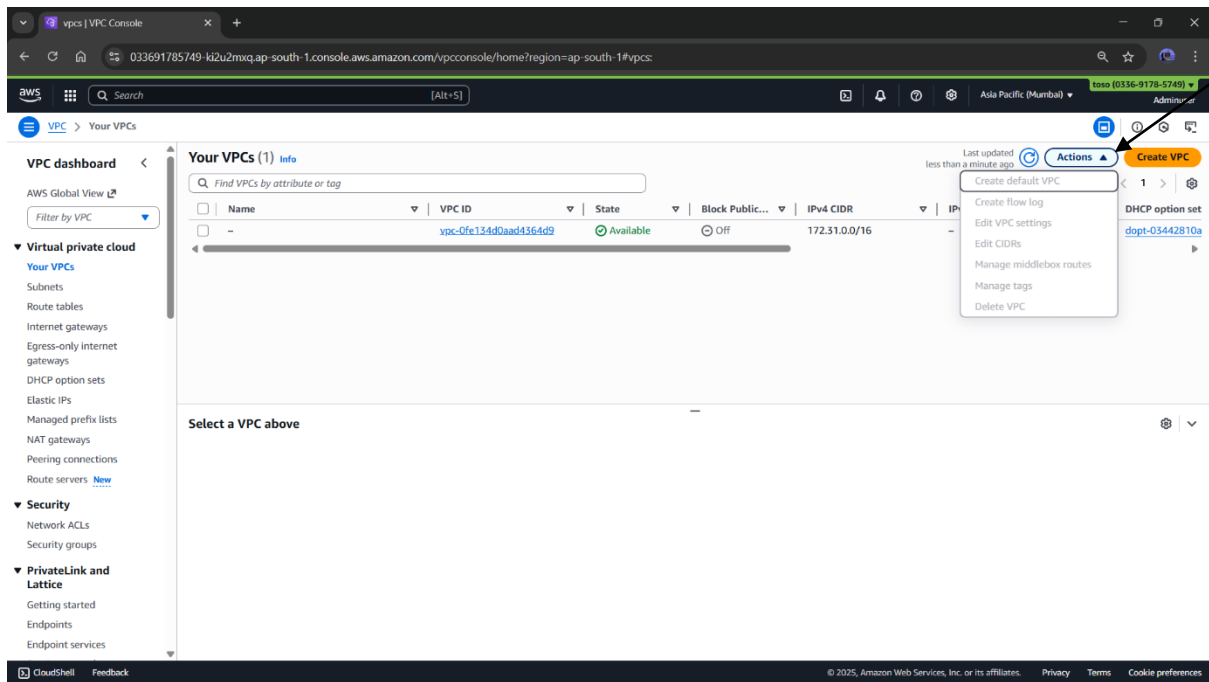 vpcs | VPC Console
033691785749-ki2u2mxq.ap-south-1.console.aws.amazon.com/vpcconsole/home?region=ap-south-1#vpcs:
aws Search [Alt+S] Asia Pacific (Mumbai) toso (0336-9178-5749)
VPC > Your VPCs
VPC dashboard
AWS Global View
Filter by VPC
Virtual private cloud
Your VPCs
Subnets
Route tables
Internet gateways
Egress-only internet
gateways
DHCP option sets
Elastic IPs
Managed prefix lists
NAT gateways
Peering connections
Route servers New
Security
Network ACLs
Security groups
PrivateLink and
Lattice
Getting started
Endpoints
Endpoint services
Your VPCs (1) Info
Last updated
less than a minute ago
Actions
Create VPC
Find VPCs by attribute or tag
1
Name VPC ID State Block Public... IPv4 CIDR DHCP option set
– vpc-0fe134d0aad4364d9 Available Off 172.31.0.0/16 – dopt-03442810a
Create default VPC
Create flow log
Edit VPC settings
Edit CIDRs
Manage middlebox routes
Manage tags
Delete VPC
Select a VPC above
CloudShell Feedback © 2025, Amazon Web Services, Inc. or its affiliates. Privacy Terms Cookie preferences